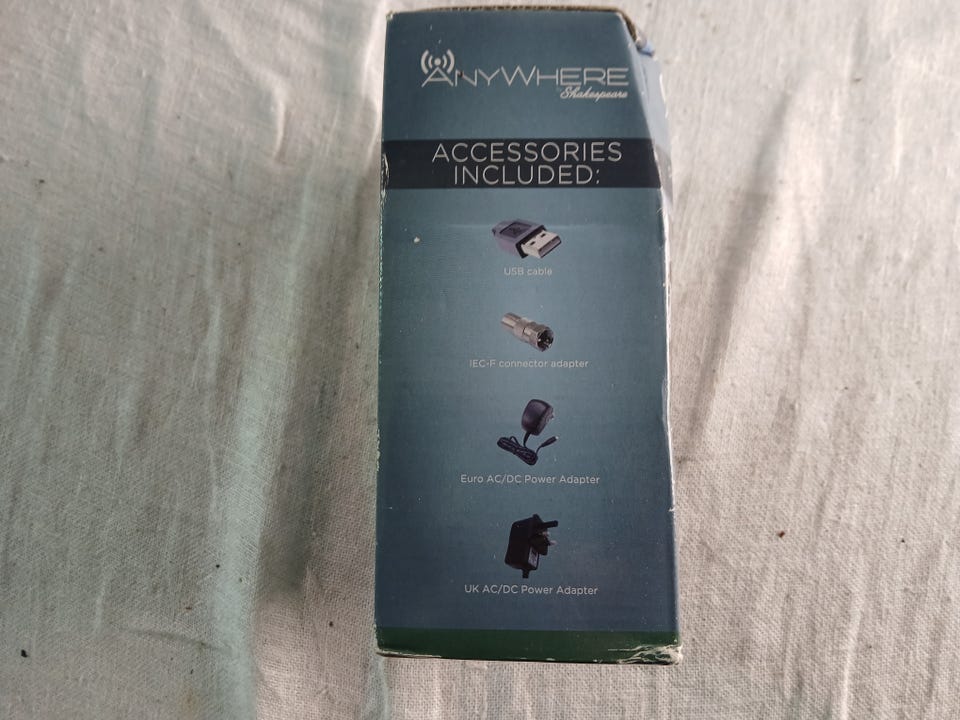 ANYWHERE
Shakespeare
ACCESSORIES
INCLUDED:
USB cable
IEC-F connector adapter
Euro AC/DC Power Adapter
UK AC/DC Power Adapter